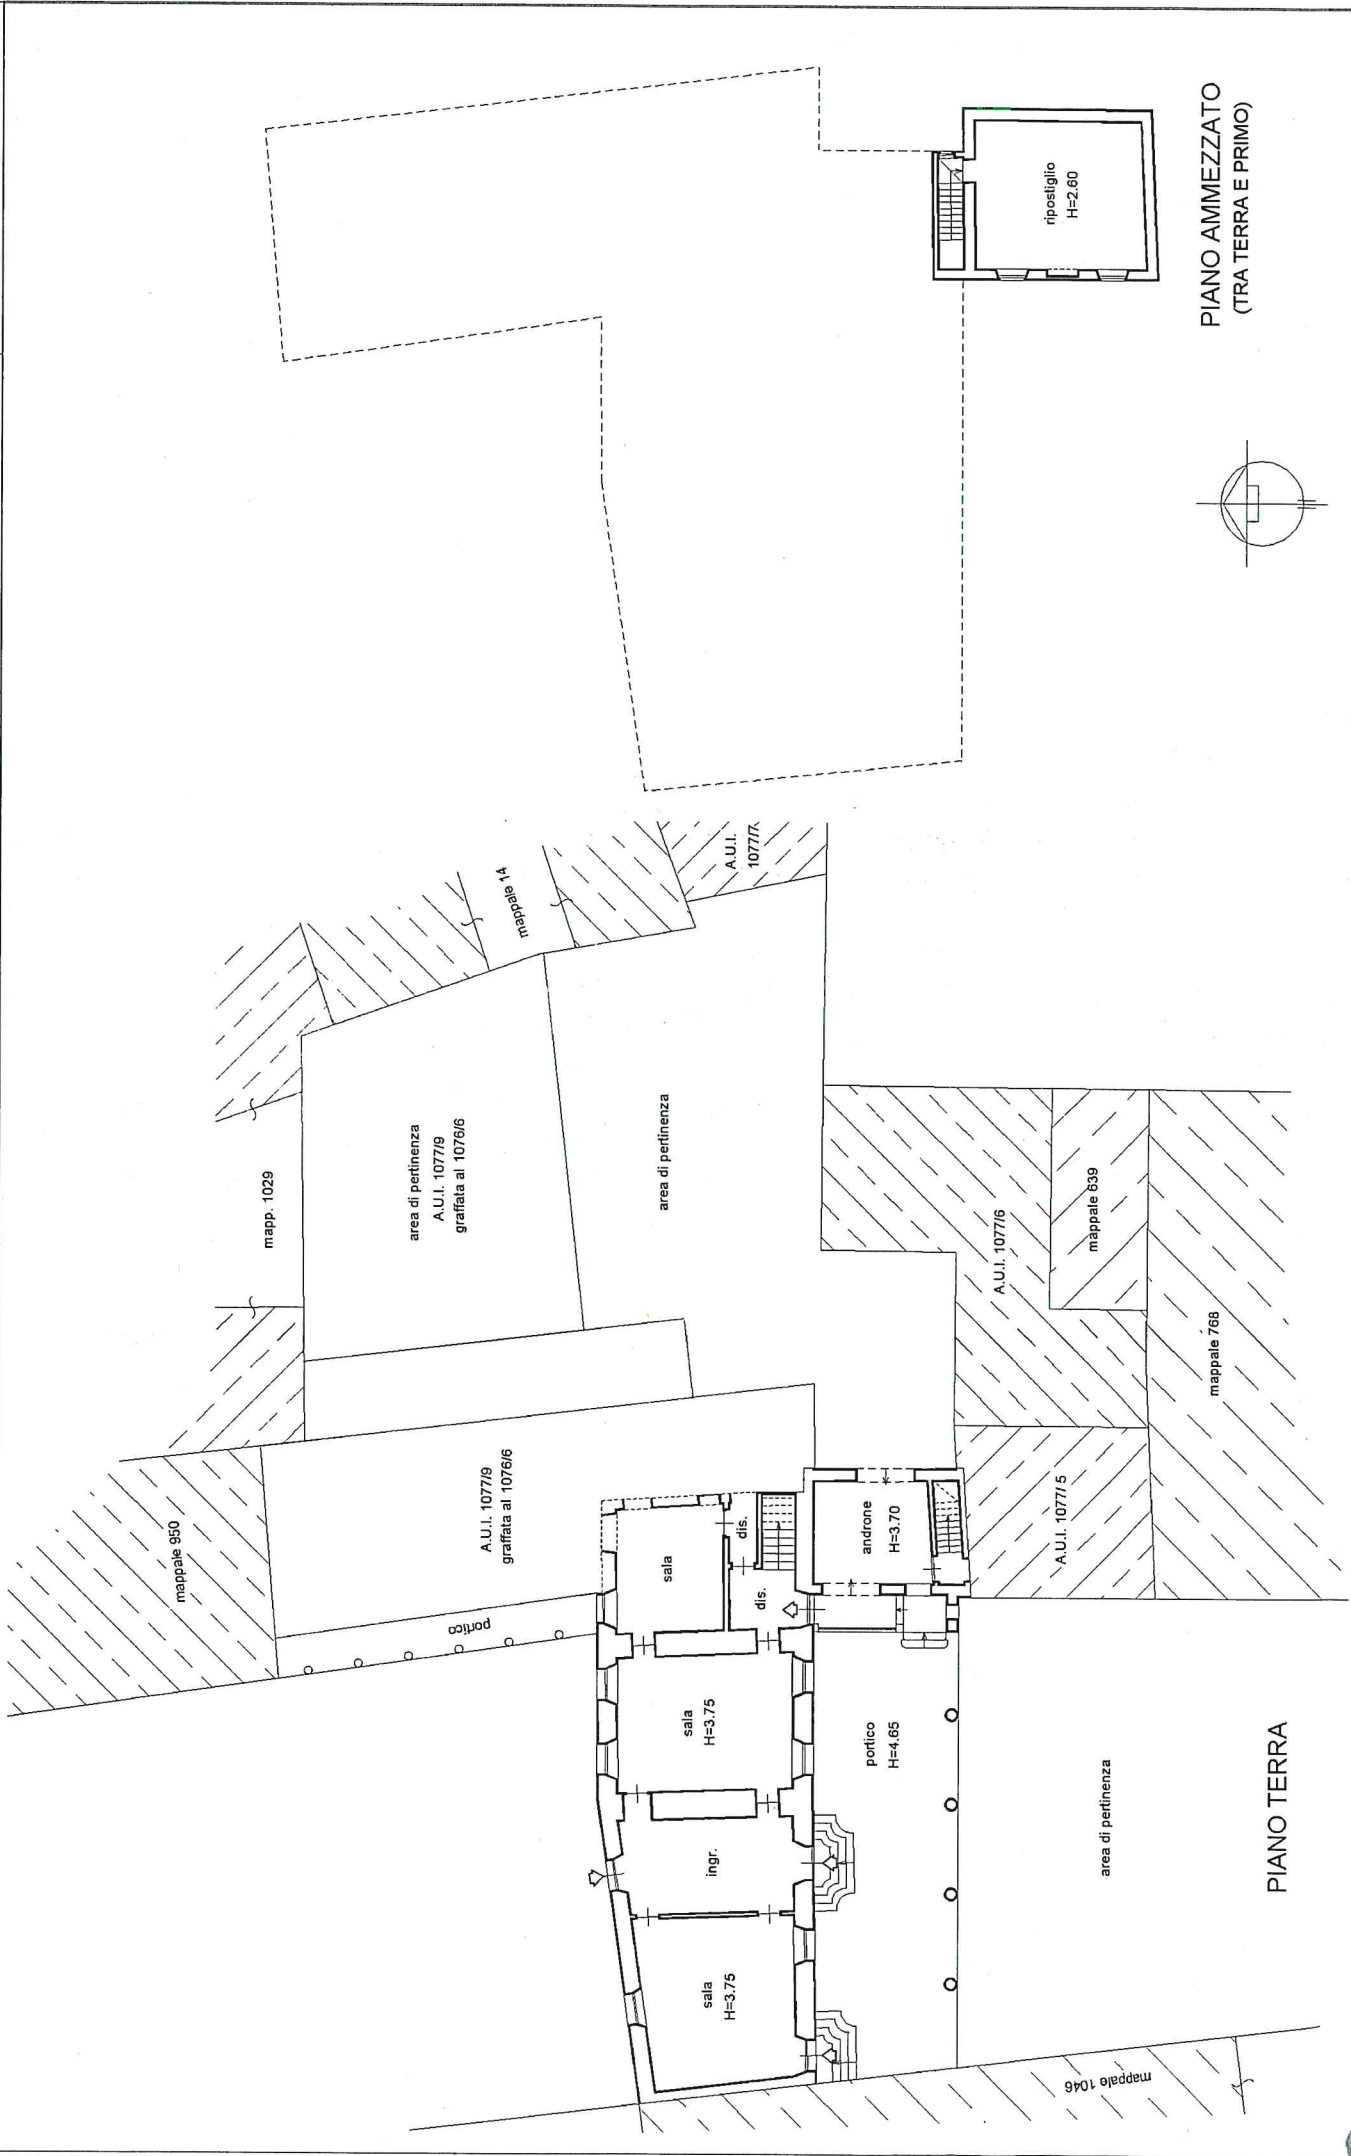 mappale 950
mapp. 1029
mappale 14
A.U.I.
1077/7
area di pertinenza
A.U.I. 1077/9
graffata al 1076/6
area di pertinenza
A.U.I. 1077/9
graffata al 1076/6
portico
sala
dis.
dis.
sala
H=3.75
ingr.
sala
H=3.75
androne
H=3.70
portico
H=4.65
A.U.I. 1077/6
mappale 639
A.U.I. 1077/5
mappale 768
area di pertinenza
mappale 1046
PIANO TERRA
ripostiglio
H=2.60
PIANO AMMEZZATO
(TRA TERRA E PRIMO)